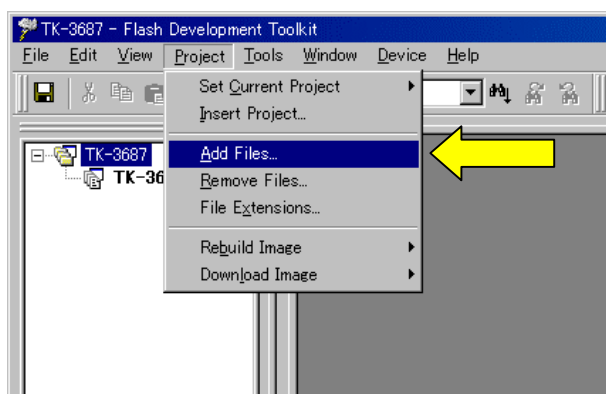 TK-3687 - Flash Development Toolkit
File Edit View Project Tools Window Device Help
Set Current Project
Insert Project...
Add Files...
Remove Files...
File Extensions...
Rebuild Image
Download Image
TK-3687
TK-36